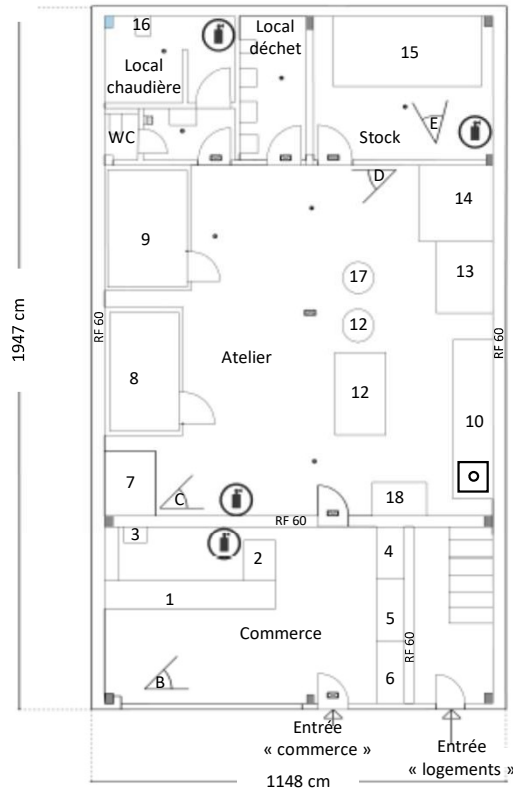 16
Local
chaudière
Local
déchet
15
WC
Stock
E
D
14
9
13
17
12
1947 cm
RF 60
RF 60
Atelier
8
12
10
7
C
18
RF 60
3
2
4
1
5
Commerce
RF 60
B
6
Entrée
« commerce »
Entrée
« logements »
1148 cm